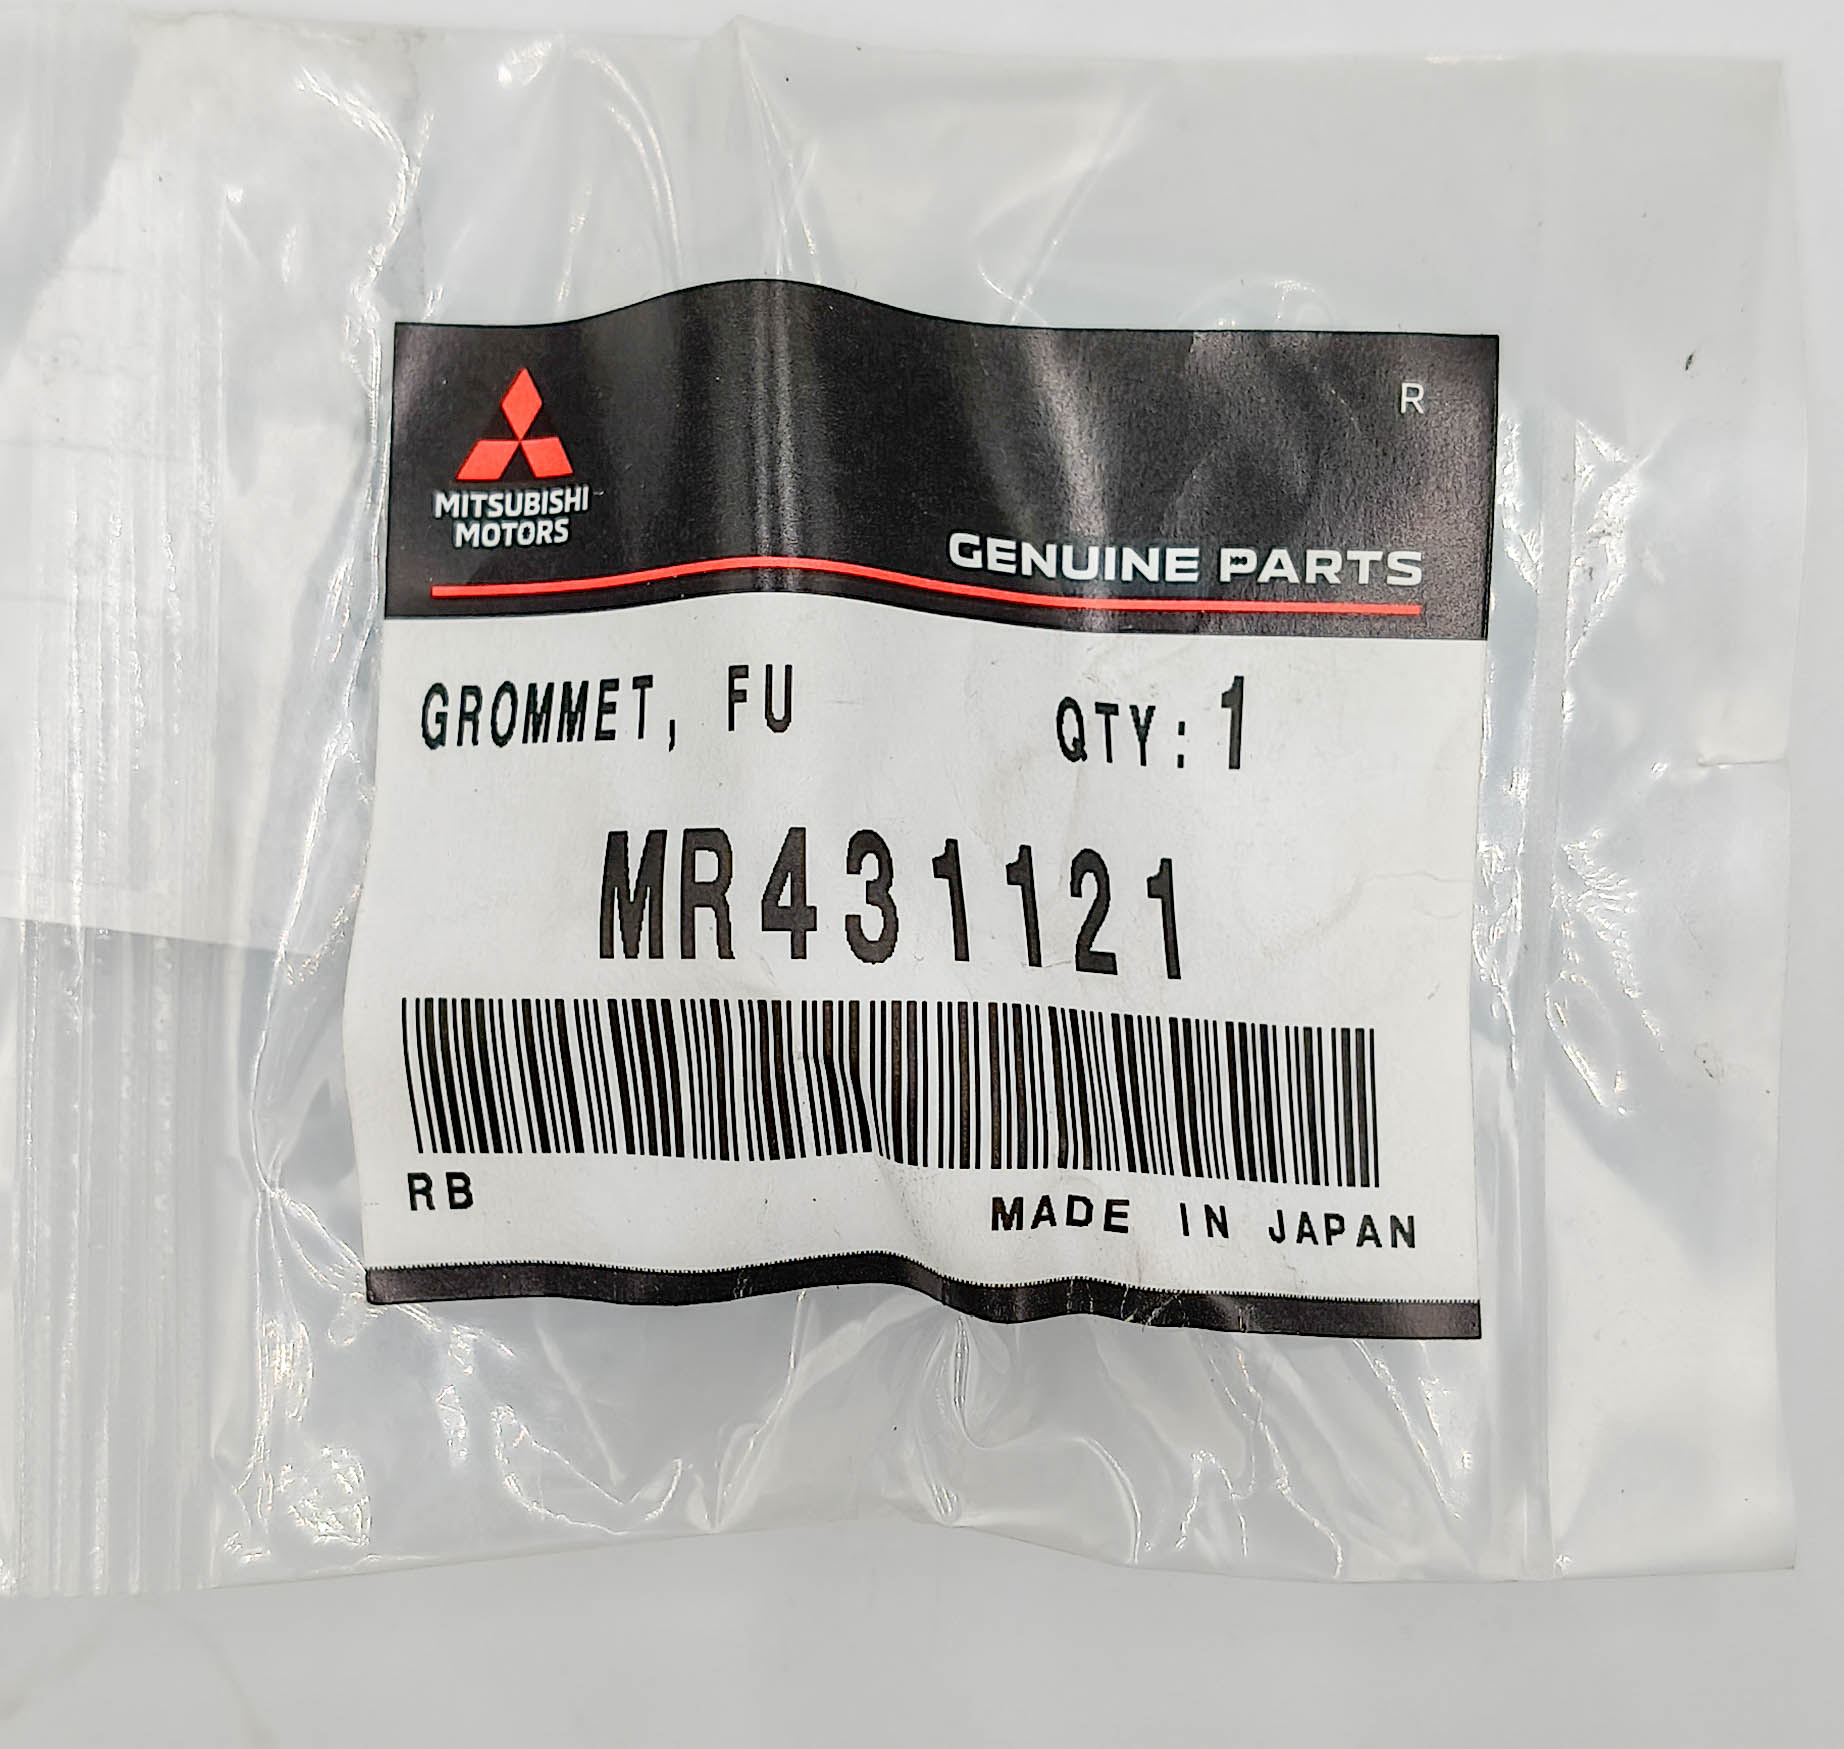 R
MITSUBISHI
MOTORS
GENUINE PARTS
GROMMET, FU
QTY: 1
MR431121
RB
MADE IN JAPAN